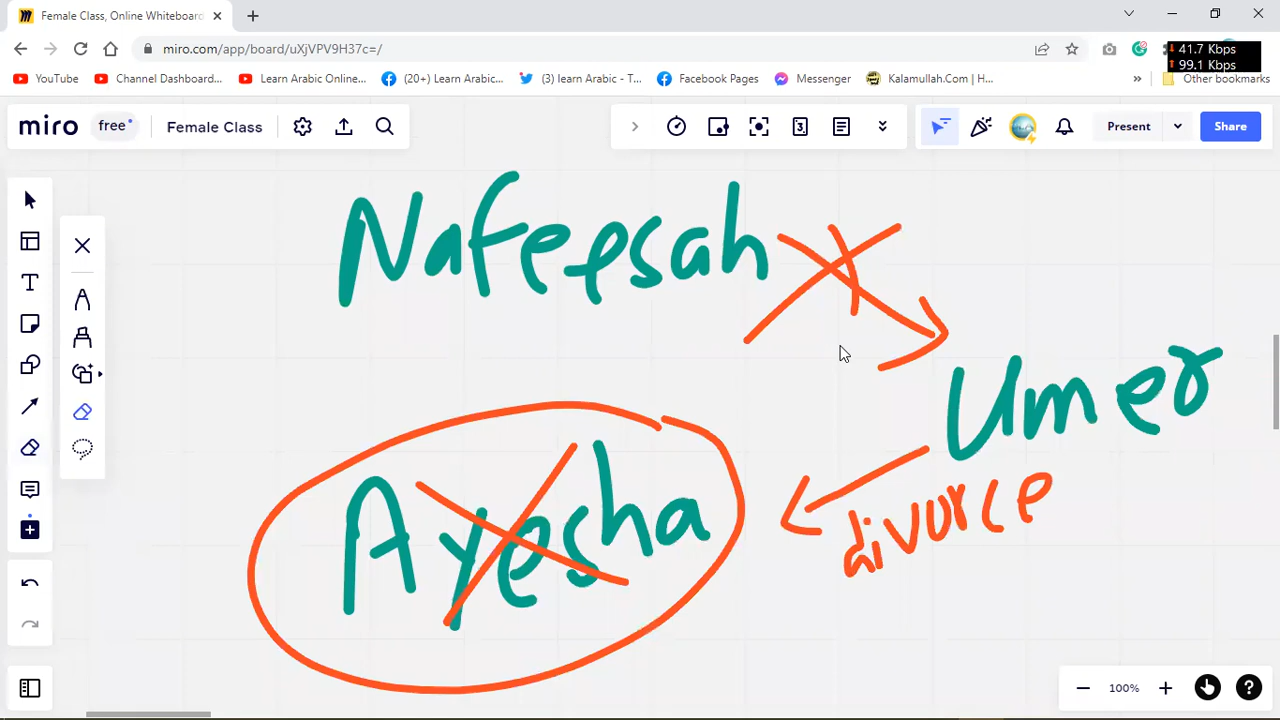 Female Class, Online Whiteboard
miro.com/app/board/uXjVPV9H37c=/
41.7 Kbps
99.1 Kbps
YouTube
Channel Dashboard...
Learn Arabic Online...
(20+) Learn Arabic...
(3) learn Arabic - T...
Facebook Pages
Messenger
Kalamullah.Com | H...
»
Other bookmarks
miro
free
Female Class
3
Present
Share
Nafeesah
Umer
divorce
Ayesha
100%